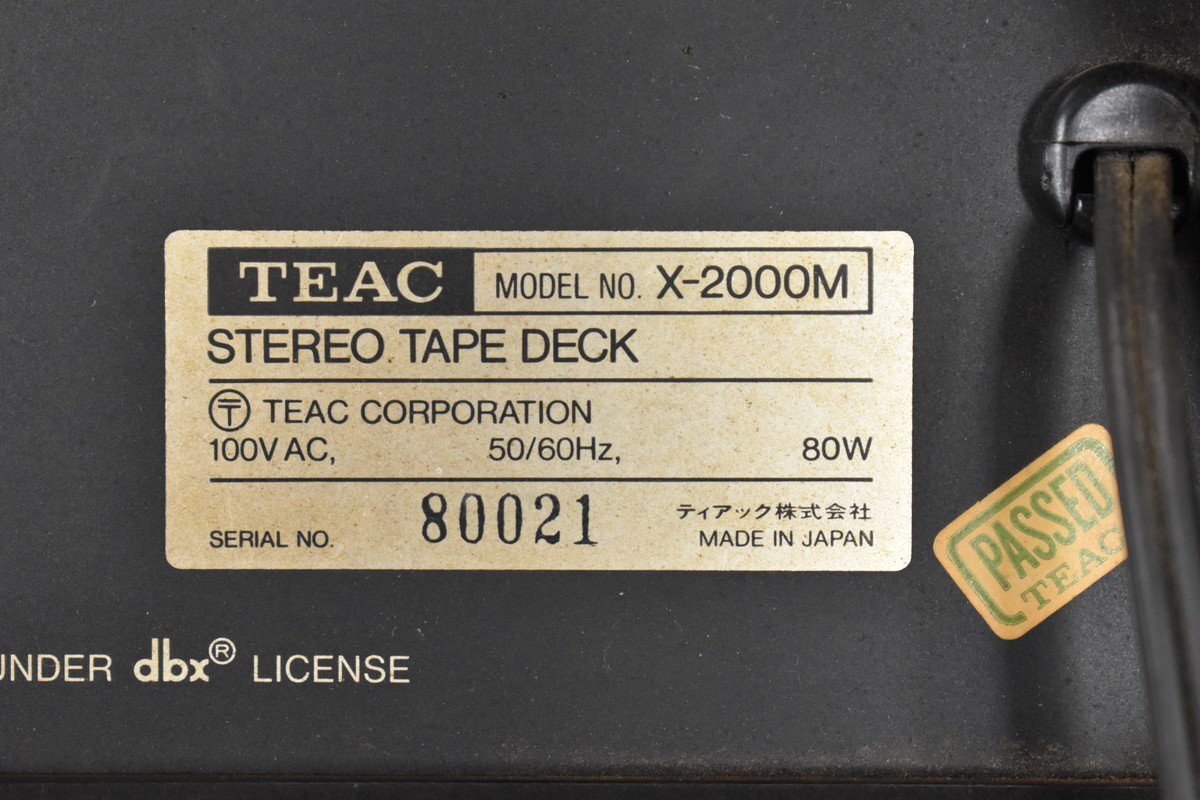 TEAC MODEL NO. X-2000M
STEREO TAPE DECK
〒 TEAC CORPORATION
100V AC, 50/60Hz, 80W
SERIAL NO. 80021
ティアック株式会社
MADE IN JAPAN
PASSED
TEAC
UNDER dbx® LICENSE